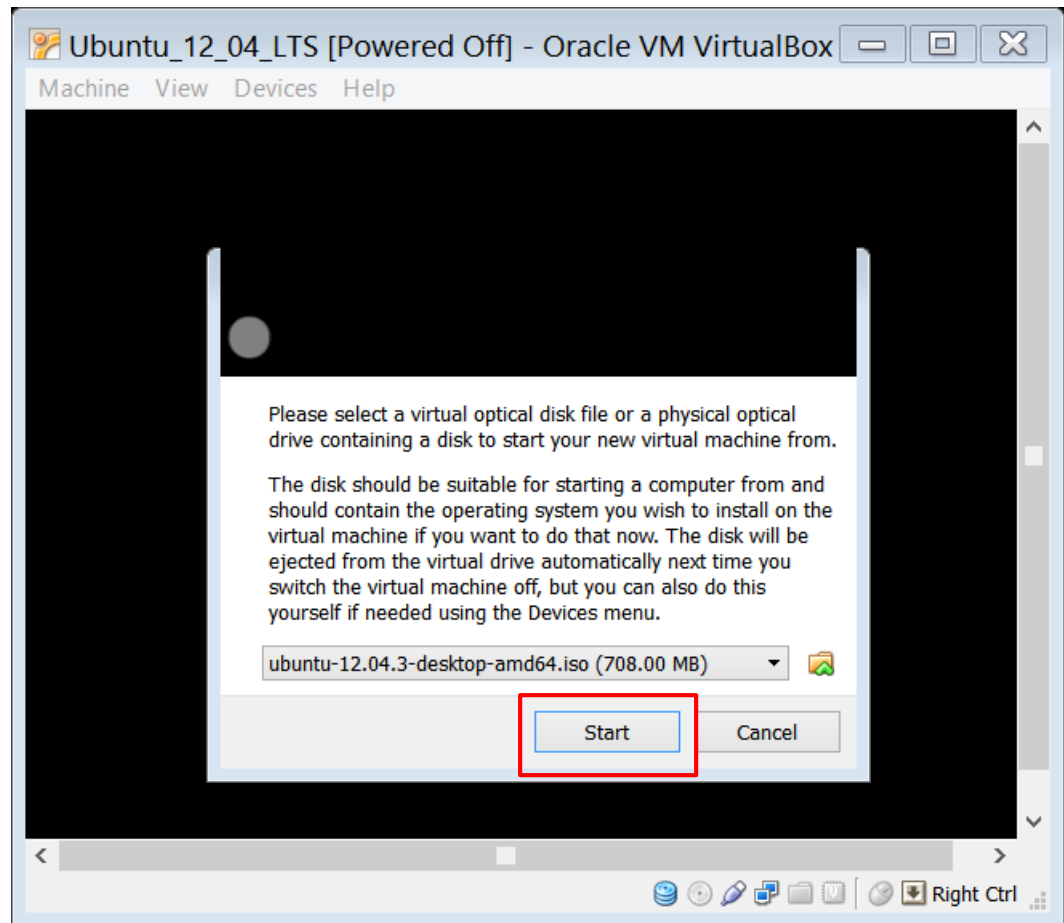 Ubuntu_12_04_LTS [Powered Off] - Oracle VM VirtualBox
Machine View Devices Help
Please select a virtual optical disk file or a physical optical
drive containing a disk to start your new virtual machine from.
The disk should be suitable for starting a computer from and
should contain the operating system you wish to install on the
virtual machine if you want to do that now. The disk will be
ejected from the virtual drive automatically next time you
switch the virtual machine off, but you can also do this
yourself if needed using the Devices menu.
ubuntu-12.04.3-desktop-amd64.iso (708.00 MB)
Start Cancel
Right Ctrl